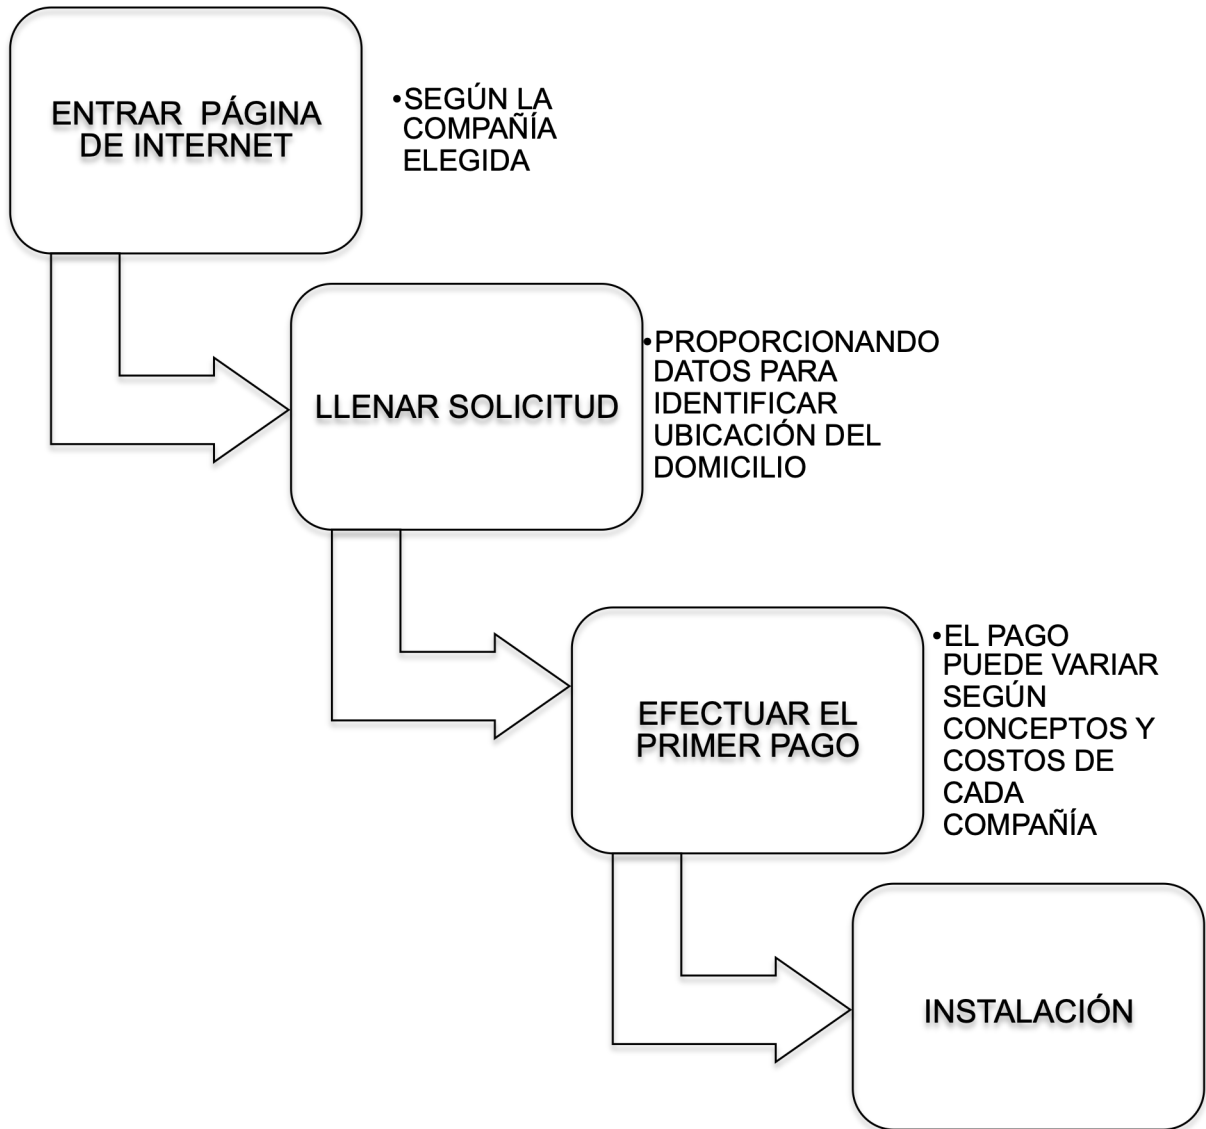 ENTRAR PÁGINA
DE INTERNET
•SEGÚN LA
COMPAÑÍA
ELEGIDA
LLENAR SOLICITUD
•PROPORCIONANDO
DATOS PARA
IDENTIFICAR
UBICACIÓN DEL
DOMICILIO
EFECTUAR EL
PRIMER PAGO
•EL PAGO
PUEDE VARIAR
SEGÚN
CONCEPTOS Y
COSTOS DE
CADA
COMPAÑÍA
INSTALACIÓN